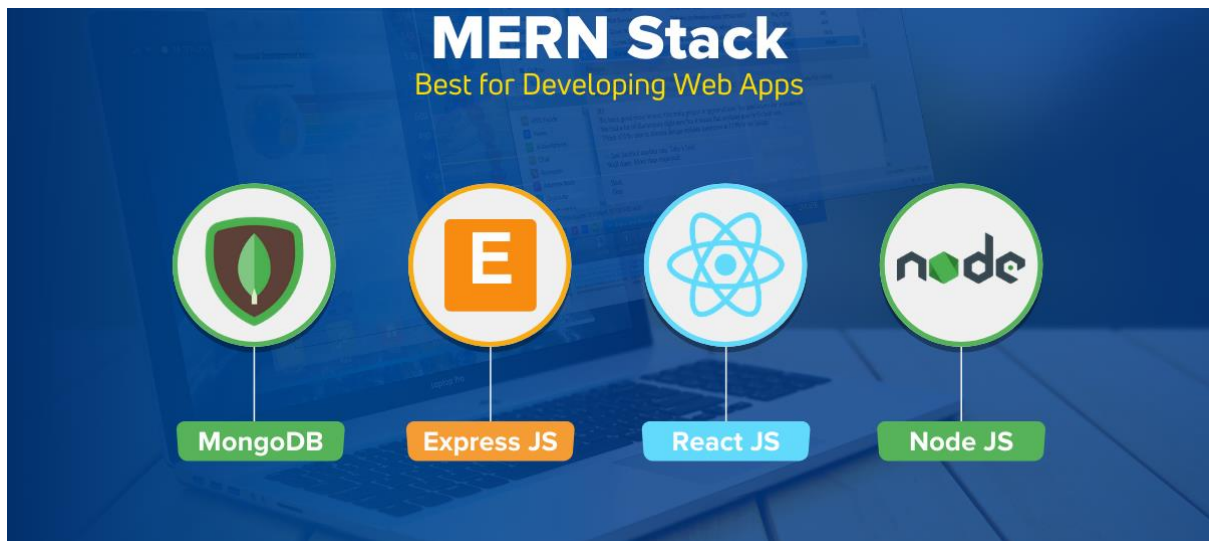 MERN Stack
Best for Developing Web Apps
E
node
MongoDB
Express JS
React JS
Node JS